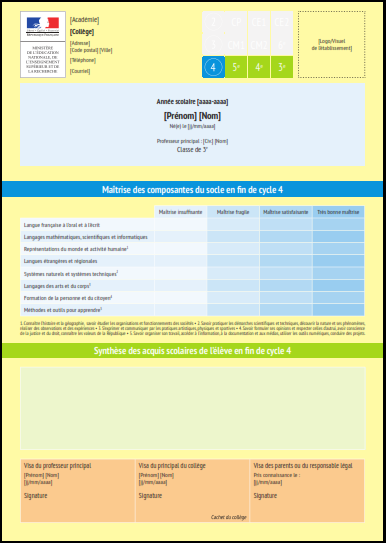 [Académie]
[Collège]
[Adresse]
[Code postal] [Ville]
[Téléphone]
[Courriel]
MINISTÈRE
DE L'ÉDUCATION
NATIONALE, DE
L'ENSEIGNEMENT
SUPÉRIEUR ET DE
LA RECHERCHE
1 CP CE1 CE2
3 CM1 CM2 6e
4 5e 4e 3e
[Logo/Visuel
de l'établissement]
Année scolaire [aaaa-aaaa]
[Prénom] [Nom]
Né(e) le [jj/mm/aaaa]
Professeur principal : [Civ.] [Nom]
Classe de 3e
Maîtrise des composantes du socle en fin de cycle 4
Maîtrise insuffisante Maîtrise fragile Maîtrise satisfaisante Très bonne maîtrise
Langue française à l'oral et à l'écrit
Langages mathématiques, scientifiques et informatiques
Représentations du monde et activité humaine1
Langues étrangères et régionales
Systèmes naturels et systèmes techniques2
Langages des arts et du corps3
Formation de la personne et du citoyen4
Méthodes et outils pour apprendre5
Synthèse des acquis scolaires de l'élève en fin de cycle 4
Visa du professeur principal
[Prénom] [Nom]
[jj/mm/aaaa]
Signature
Visa du principal du collège
[Prénom] [Nom]
[jj/mm/aaaa]
Signature
Cachet du collège
Visa des parents ou du responsable légal
Pris connaissance le :
[jj/mm/aaaa]
Signature